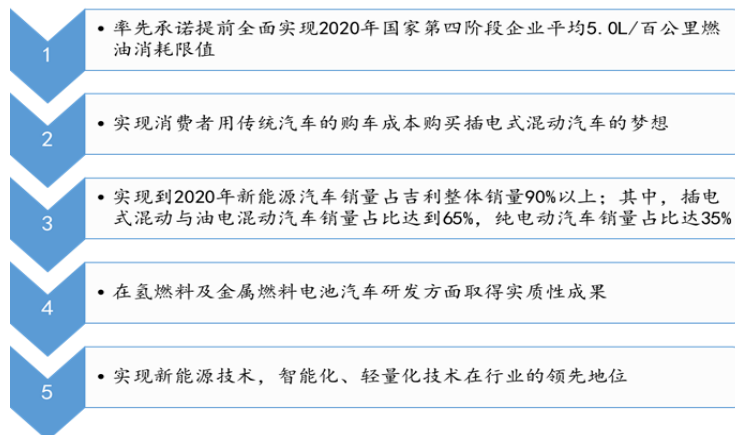 1
• 率先承诺提前全面实现2020年国家第四阶段企业平均5.0L/百公里燃
油消耗限值
2
• 实现消费者用传统汽车的购车成本购买插电式混动汽车的梦想
3
• 实现到2020年新能源汽车销量占吉利整体销量90%以上；其中，插电
式混动与油电混动汽车销量占比达到65%，纯电动汽车销量占比达35%
4
• 在氢燃料及金属燃料电池汽车研发方面取得实质性成果
5
• 实现新能源技术，智能化、轻量化技术在行业的领先地位